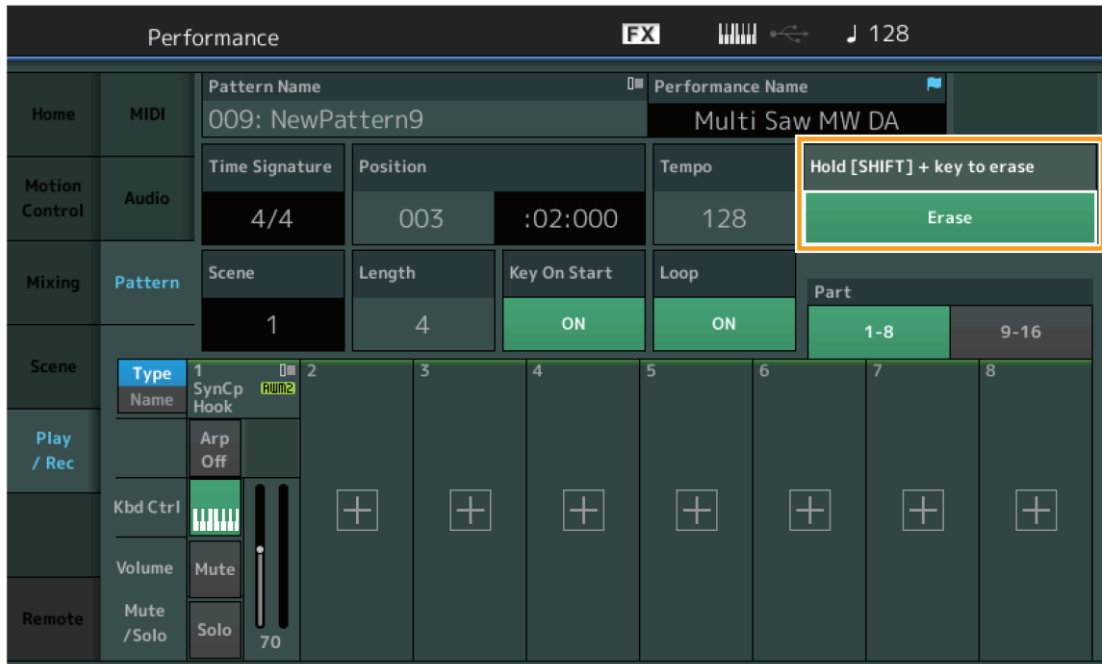 Performance
FX
128
Home
Motion
Control
Mixing
Scene
Play
/ Rec
Remote
MIDI
Audio
Pattern
Pattern Name
009: NewPattern9
Performance Name
Multi Saw MW DA
Time Signature
4/4
Position
003
:02:000
Tempo
128
Hold [SHIFT] + key to erase
Erase
Scene
1
Length
4
Key On Start
ON
Loop
ON
Part
1-8
9-16
Type
Name
1
SynCp
Hook
AWM2
2
3
4
5
6
7
8
Arp
Off
Kbd Ctrl
Volume
Mute
Mute
/Solo
Solo
70